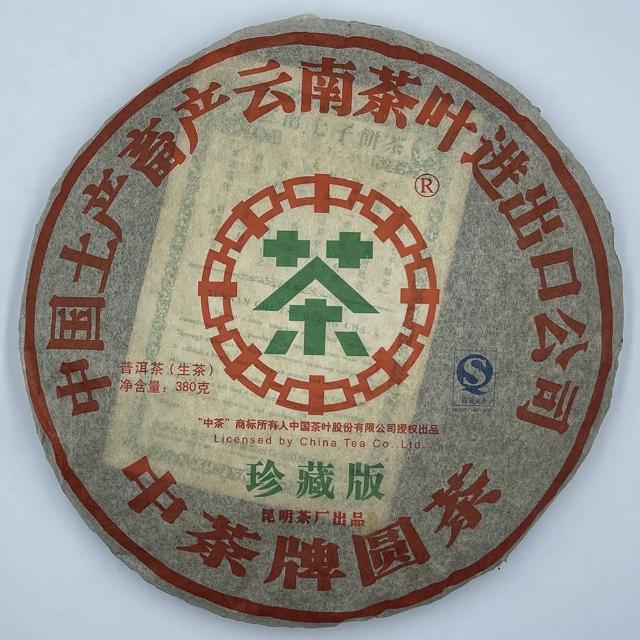 中国土产畜产云南茶叶进出口公司
®
茶
普洱茶（生茶）
净含量：380克
"中茶"商标所有人中国茶叶股份有限公司授权出品
Licensed by China Tea Co.,Ltd.
珍藏版
昆明茶厂出品
中茶牌圆茶